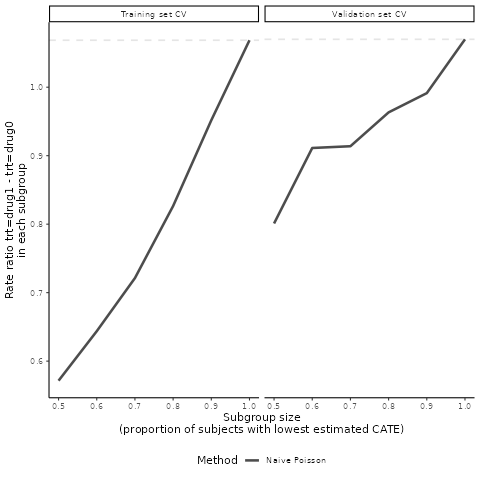 Training set CV
Validation set CV
Rate ratio trt=drug1 - trt=drug0
in each subgroup
1.0
0.9
0.8
0.7
0.6
0.5 0.6 0.7 0.8 0.9 1.0
0.5 0.6 0.7 0.8 0.9 1.0
Subgroup size
(proportion of subjects with lowest estimated CATE)
Method
Naive Poisson